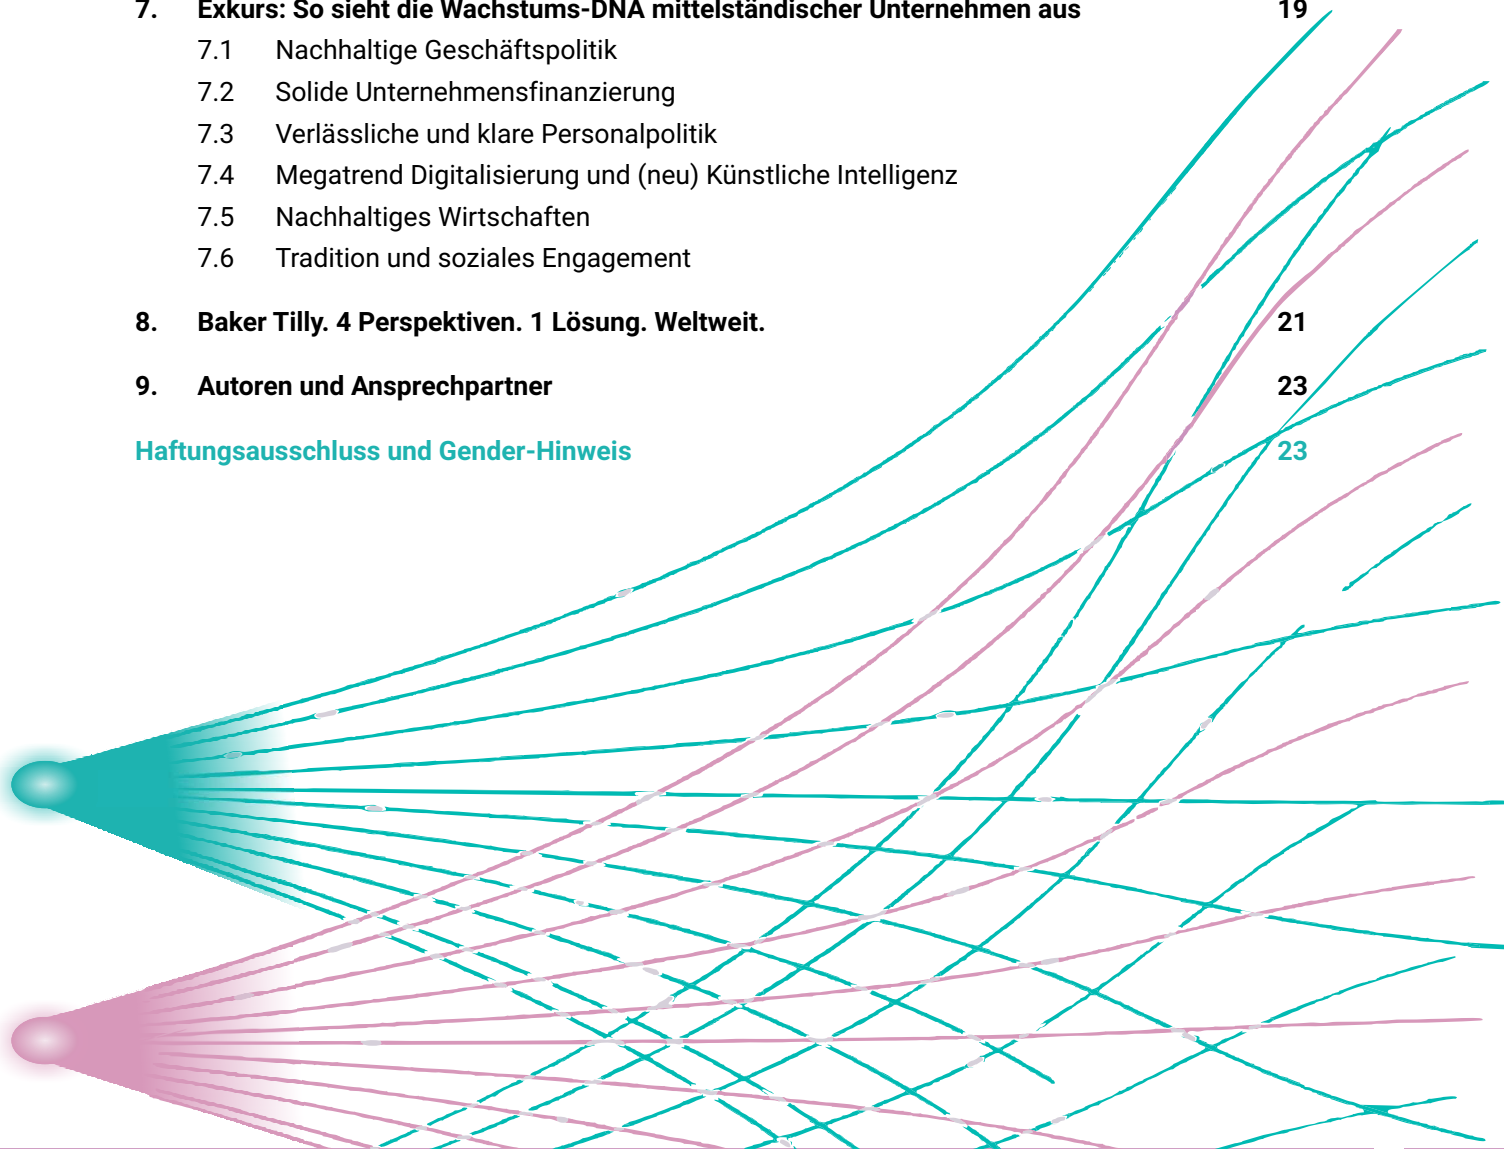 7. Exkurs: So sieht die Wachstums-DNA mittelständischer Unternehmen aus 19
7.1 Nachhaltige Geschäftspolitik
7.2 Solide Unternehmensfinanzierung
7.3 Verlässliche und klare Personalpolitik
7.4 Megatrend Digitalisierung und (neu) Künstliche Intelligenz
7.5 Nachhaltiges Wirtschaften
7.6 Tradition und soziales Engagement
8. Baker Tilly. 4 Perspektiven. 1 Lösung. Weltweit. 21
9. Autoren und Ansprechpartner 23
Haftungsausschluss und Gender-Hinweis 23